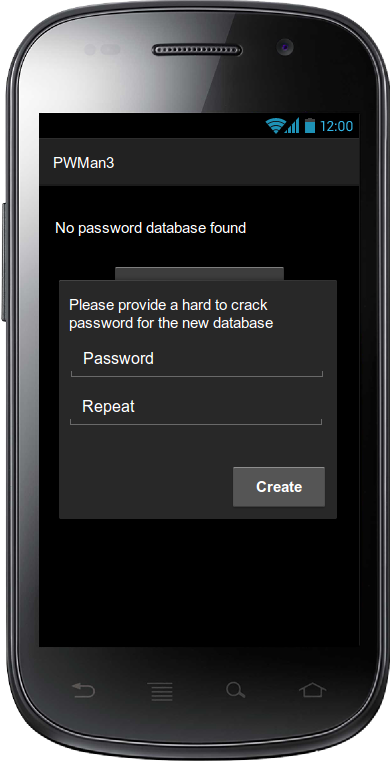 12:00
PWMan3
No password database found
Please provide a hard to crack
password for the new database
Password
Repeat
Create